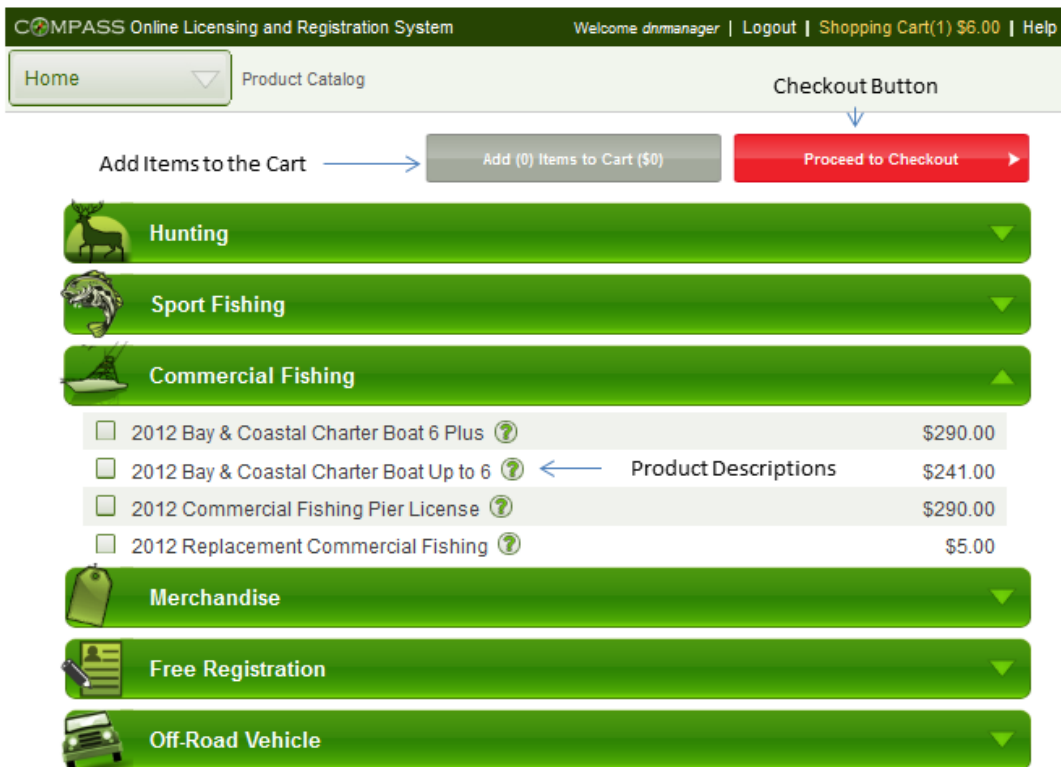 COMPASS Online Licensing and Registration System Welcome dnrmanager | Logout | Shopping Cart(1) $6.00 | Help
Home Product Catalog
Checkout Button
Add Items to the Cart Add (0) Items to Cart ($0) Proceed to Checkout
Hunting
Sport Fishing
Commercial Fishing
2012 Bay & Coastal Charter Boat 6 Plus ? $290.00
2012 Bay & Coastal Charter Boat Up to 6 ? Product Descriptions $241.00
2012 Commercial Fishing Pier License ? $290.00
2012 Replacement Commercial Fishing ? $5.00
Merchandise
Free Registration
Off-Road Vehicle